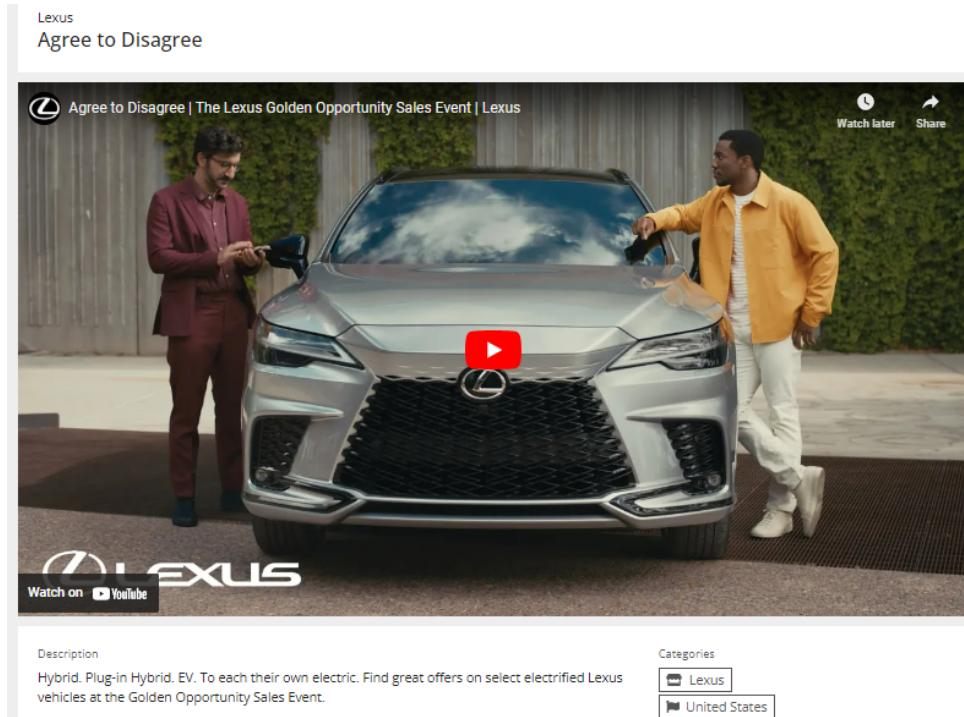 Lexus
Agree to Disagree
Agree to Disagree | The Lexus Golden Opportunity Sales Event | Lexus
Watch later
Share
LEXUS
Watch on YouTube
Description
Hybrid. Plug-in Hybrid. EV. To each their own electric. Find great offers on select electrified Lexus
vehicles at the Golden Opportunity Sales Event.
Categories
Lexus
United States